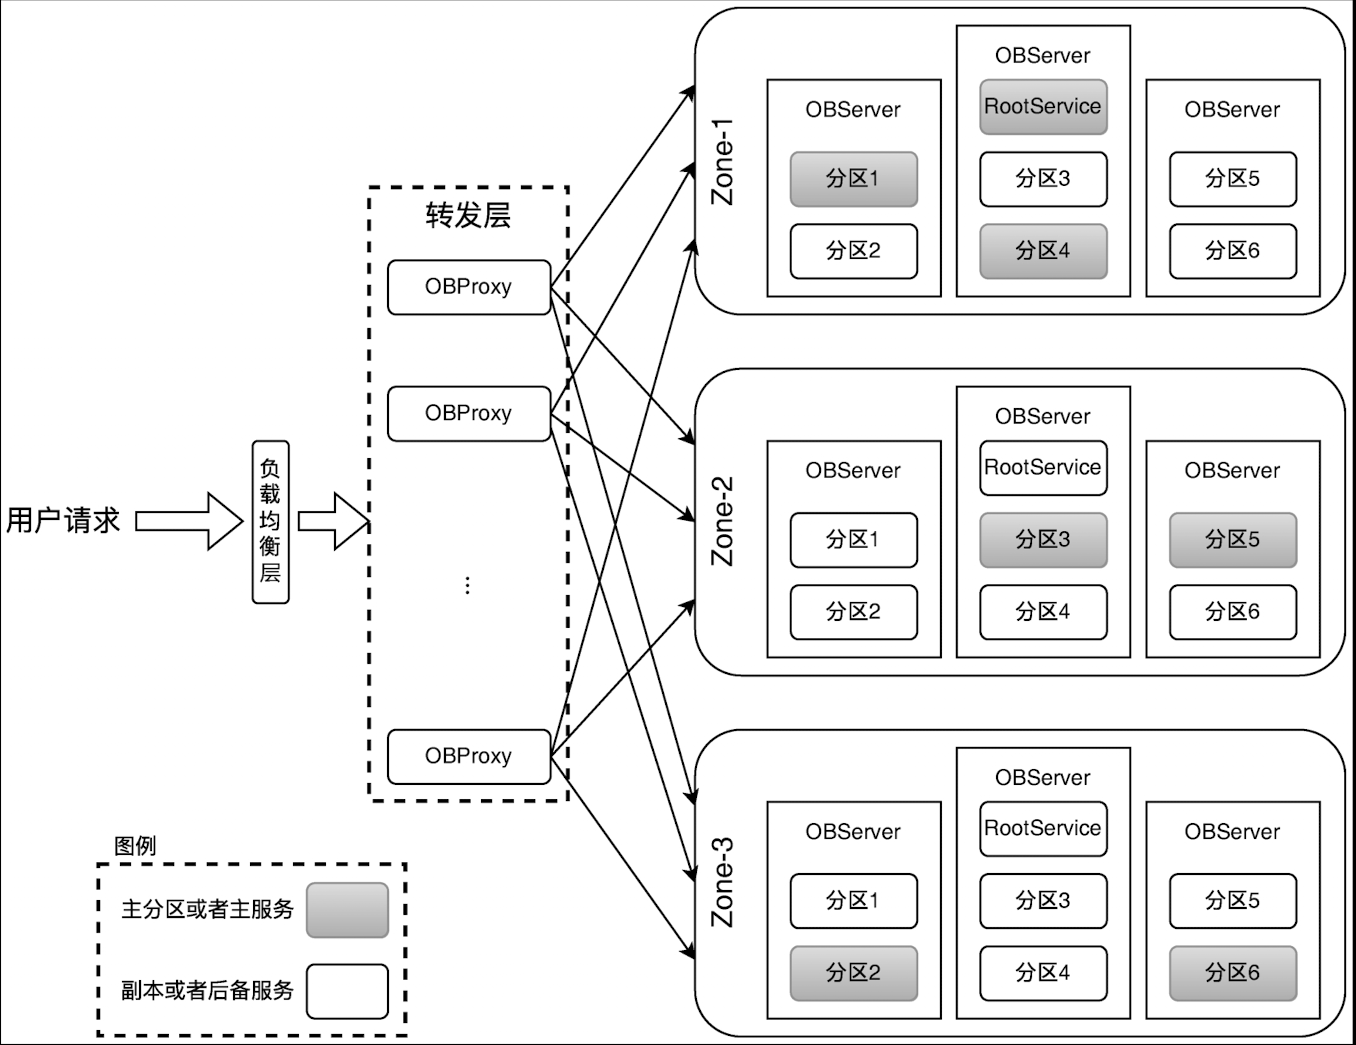 用户请求
负载均衡层
转发层
OBProxy
OBProxy
⋮
OBProxy
图例
主分区或者主服务
副本或者后备服务
Zone-1
OBServer
分区1
分区2
OBServer
RootService
分区3
分区4
OBServer
分区5
分区6
Zone-2
OBServer
分区1
分区2
OBServer
RootService
分区3
分区4
OBServer
分区5
分区6
Zone-3
OBServer
分区1
分区2
OBServer
RootService
分区3
分区4
OBServer
分区5
分区6